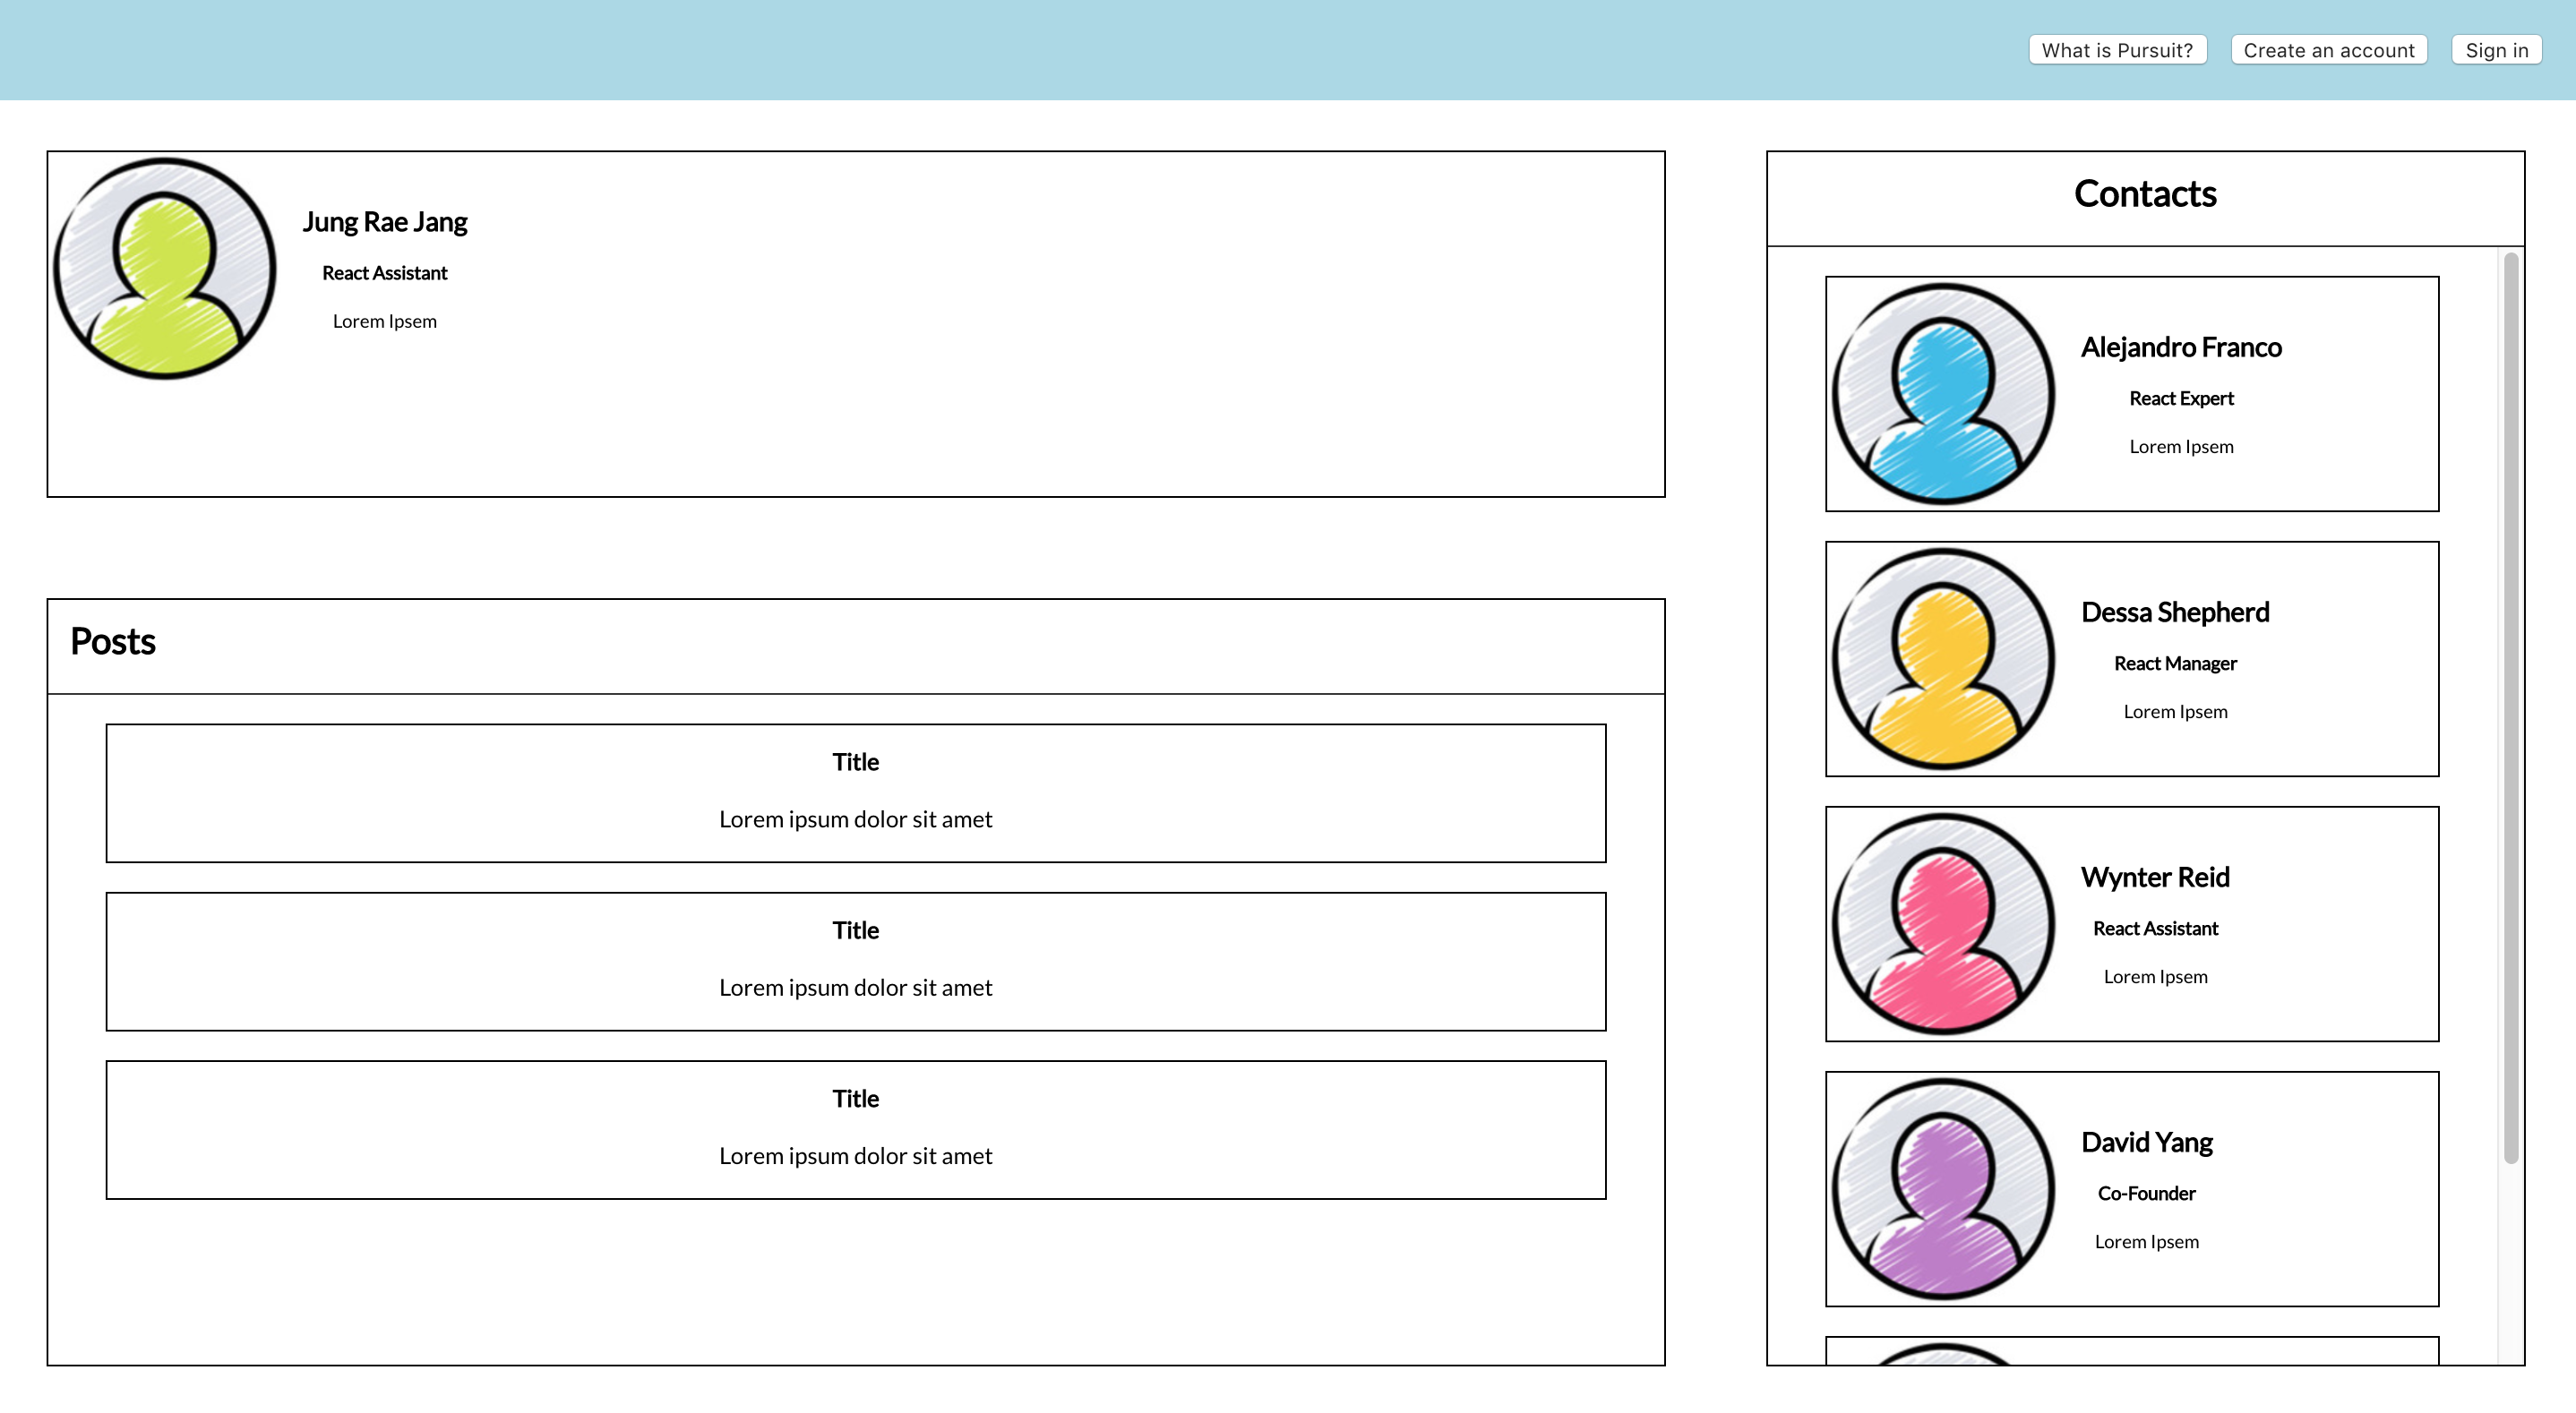 What is Pursuit?
Create an account
Sign in
Jung Rae Jang
React Assistant
Lorem Ipsem
Posts
Title
Lorem ipsum dolor sit amet
Title
Lorem ipsum dolor sit amet
Title
Lorem ipsum dolor sit amet
Contacts
Alejandro Franco
React Expert
Lorem Ipsem
Dessa Shepherd
React Manager
Lorem Ipsem
Wynter Reid
React Assistant
Lorem Ipsem
David Yang
Co-Founder
Lorem Ipsem